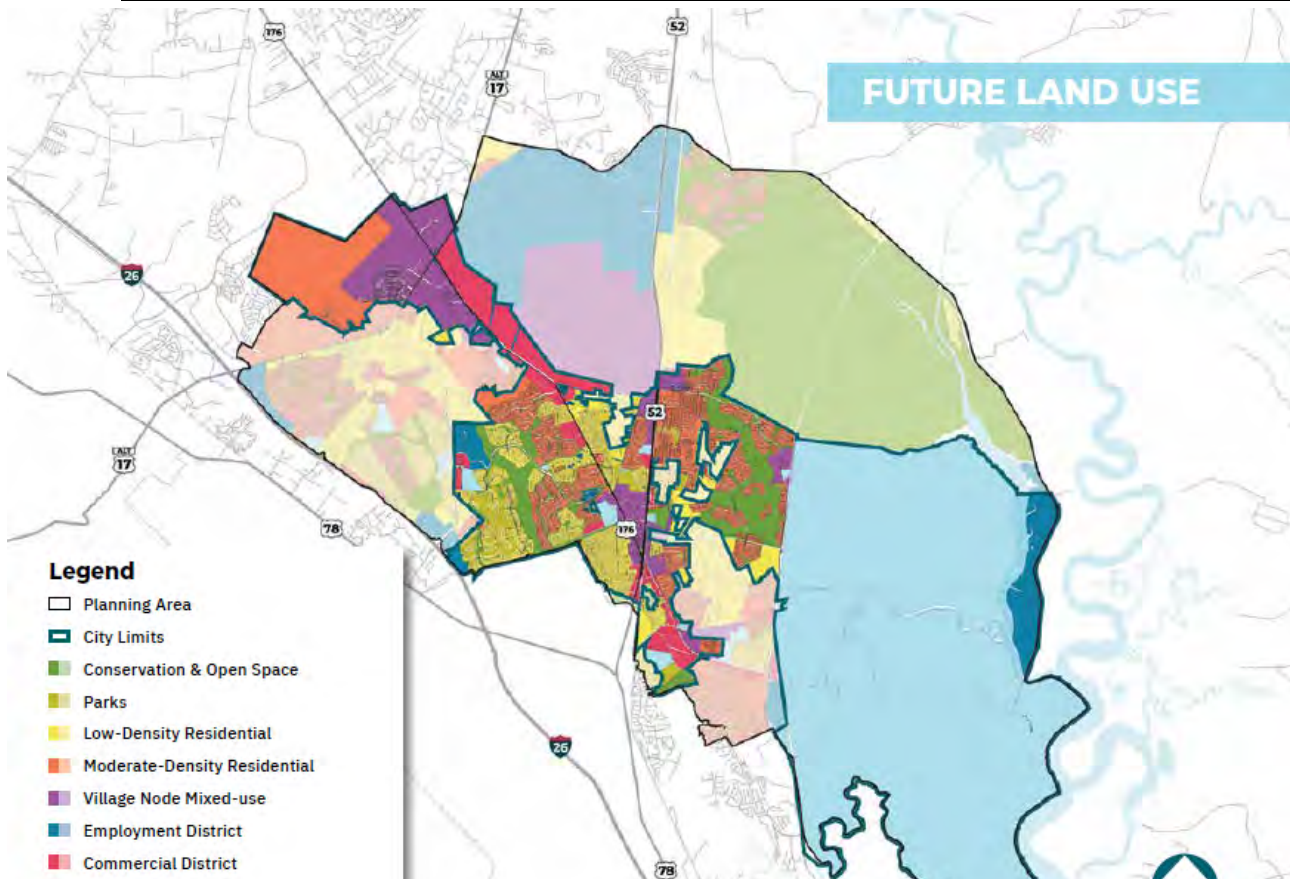 176
52
ALT
17
FUTURE LAND USE
26
52
ALT
17
176
78
Legend
Planning Area
City Limits
Conservation & Open Space
Parks
Low-Density Residential
Moderate-Density Residential
Village Node Mixed-use
Employment District
Commercial District
26
78